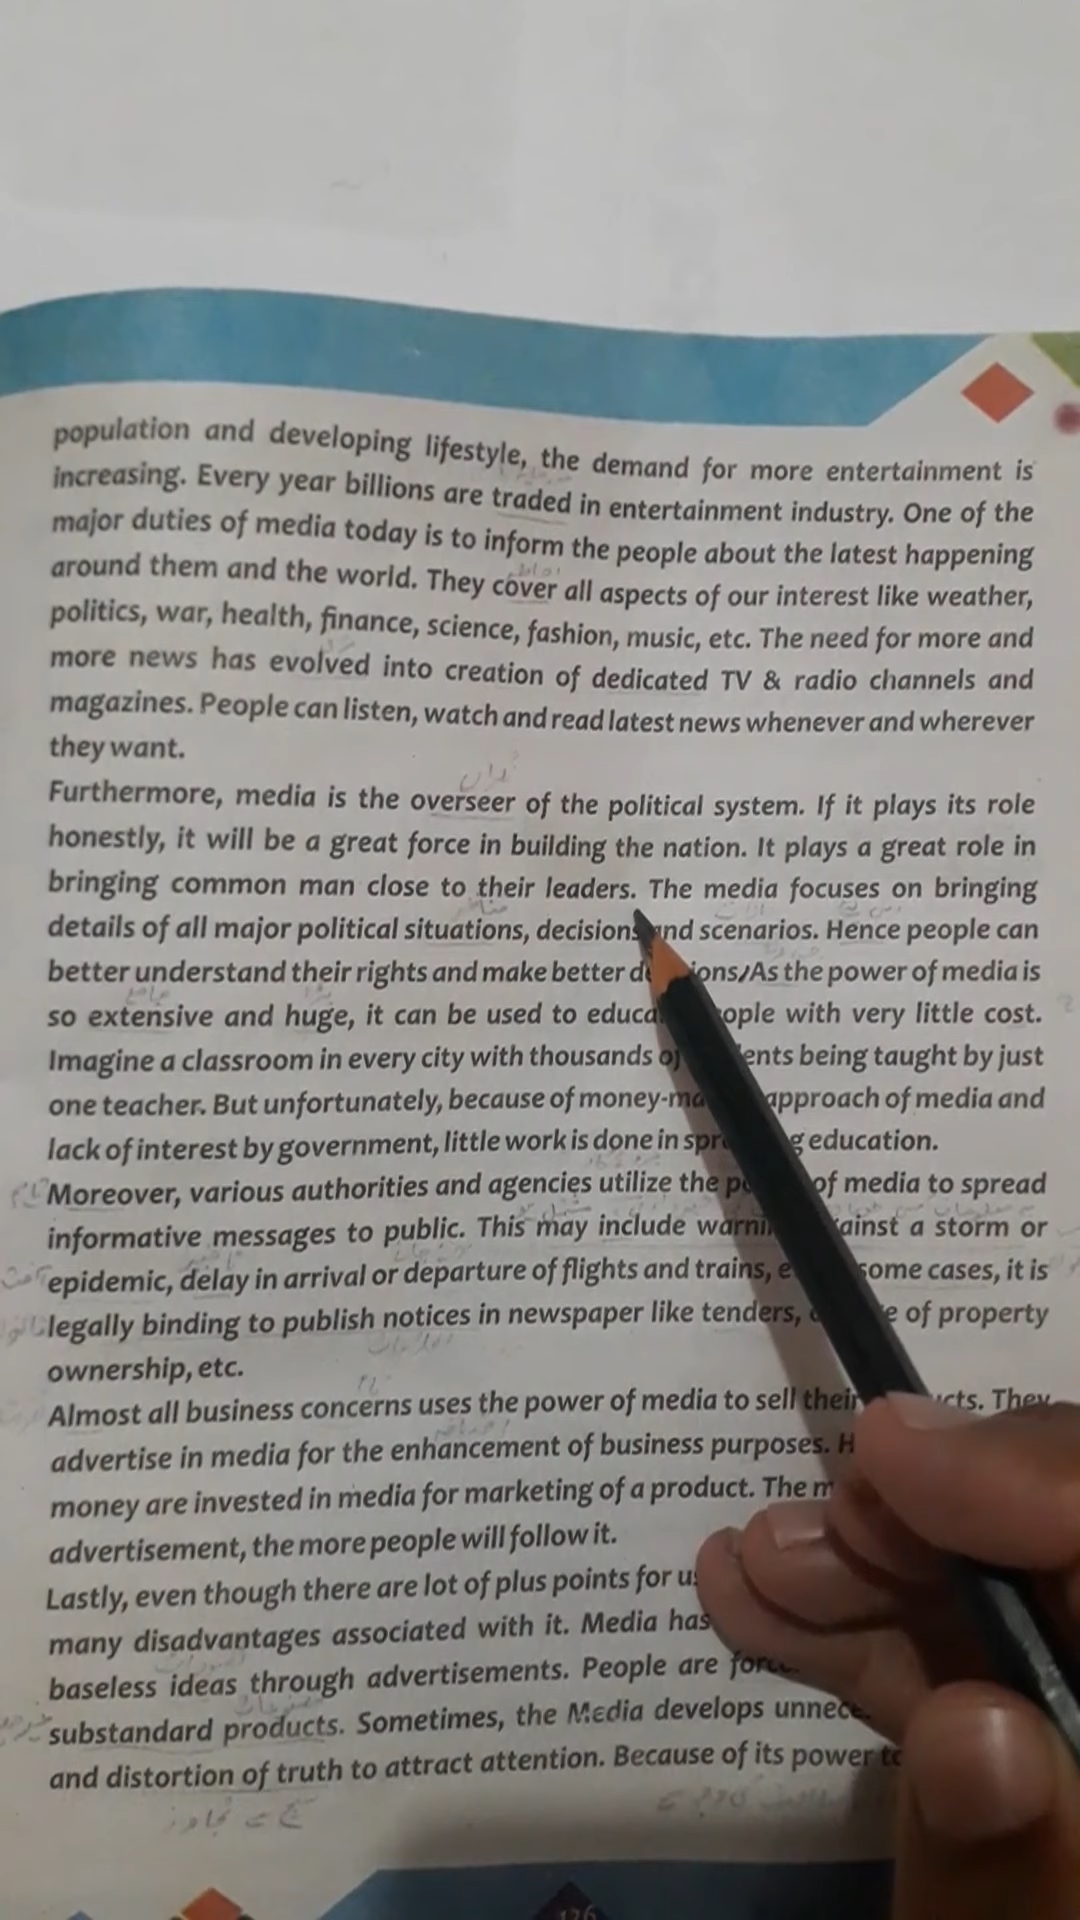 population and developing lifestyle, the demand for more entertainment is
increasing. Every year billions are traded in entertainment industry. One of the
major duties of media today is to inform the people about the latest happening
around them and the world. They cover all aspects of our interest like weather,
politics, war, health, finance, science, fashion, music, etc. The need for more and
more news has evolved into creation of dedicated TV & radio channels and
magazines. People can listen, watch and read latest news whenever and wherever
they want.
نگران
Furthermore, media is the overseer of the political system. If it plays its role
honestly, it will be a great force in building the nation. It plays a great role in
bringing common man close to their leaders. The media focuses on bringing
details of all major political situations, decisions and scenarios. Hence people can
better understand their rights and make better As the power of media is
so extensive and huge, it can be used to with very little cost.
Imagine a classroom in every city with thousands being taught by just
one teacher. But unfortunately, because of approach of media and
lack of interest by government, little work is done in education.
Moreover, various authorities and agencies utilize the of media to spread
informative messages to public. This may include a storm or
epidemic, delay in arrival or departure of flights and trains, some cases, it is
legally binding to publish notices in newspaper like tenders, of property
ownership, etc.
Almost all business concerns uses the power of media to sell their They
advertise in media for the enhancement of business purposes.
money are invested in media for marketing of a product. The
advertisement, the more people will follow it.
Lastly, even though there are lot of plus points for
many disadvantages associated with it. Media has
baseless ideas through advertisements. People are
substandard products. Sometimes, the Media develops
and distortion of truth to attract attention. Because of its power
126